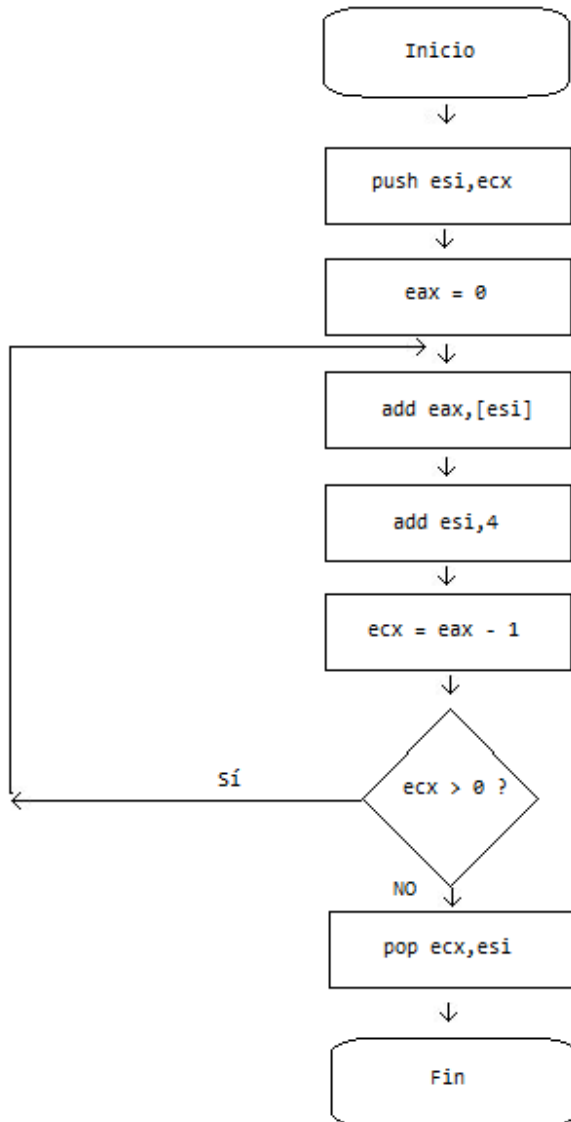 Inicio
push esi,ecx
eax = 0
add eax,[esi]
add esi,4
ecx = eax - 1
ecx > 0 ?
Sí
NO
pop ecx,esi
Fin